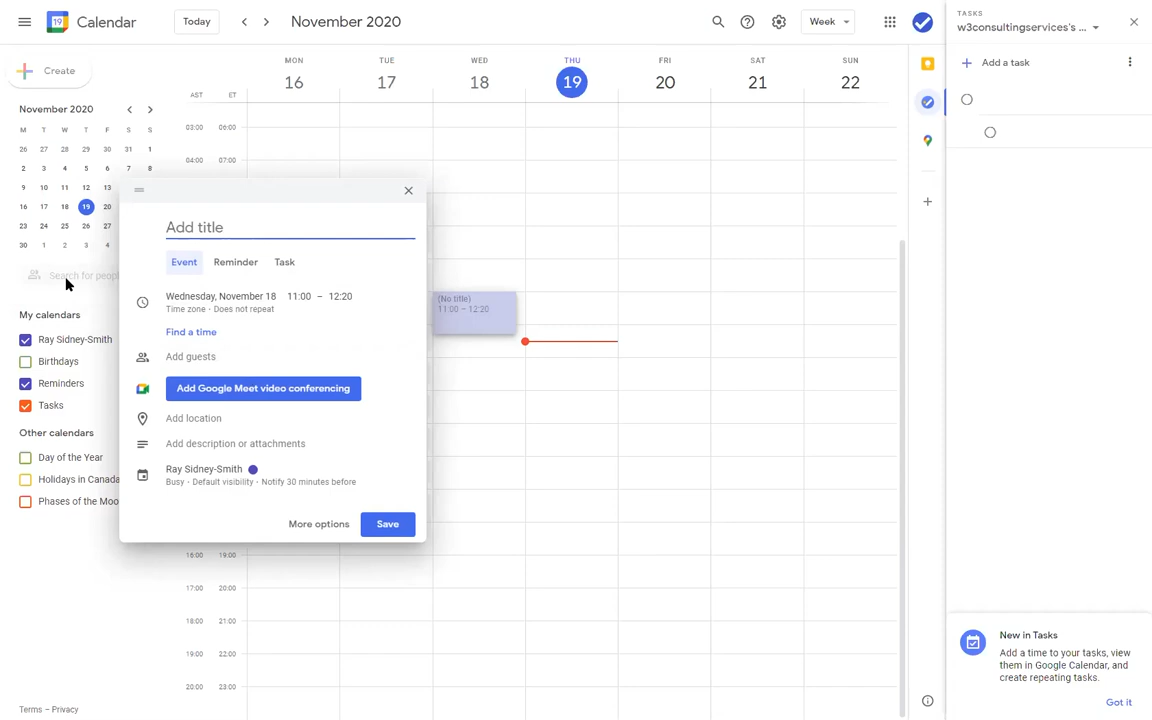 19
Calendar
Today
November 2020
Week
TASKS
w3consultingservices's ...
Add a task
Create
MON
16
TUE
17
WED
18
THU
19
FRI
20
SAT
21
SUN
22
AST
ET
November 2020
M T W T F S S
26 27 28 29 30 31 1
2 3 4 5 6 7 8
9 10 11 12 13
16 17 18 19 20
23 24 25 26 27
30 1 2 3 4
Search for peopl
My calendars
Ray Sidney-Smith
Birthdays
Reminders
Tasks
Other calendars
Day of the Year
Holidays in Canada
Phases of the Moo
Terms – Privacy
03:00 06:00
04:00 07:00
16:00 19:00
17:00 20:00
18:00 21:00
19:00 22:00
20:00 23:00
Add title
Event
Reminder
Task
Wednesday, November 18 11:00 – 12:20
Time zone · Does not repeat
Find a time
Add guests
Add Google Meet video conferencing
Add location
Add description or attachments
Ray Sidney-Smith
Busy · Default visibility · Notify 30 minutes before
More options
Save
(No title)
11:00 – 12:20
New in Tasks
Add a time to your tasks, view
them in Google Calendar, and
create repeating tasks.
Got it